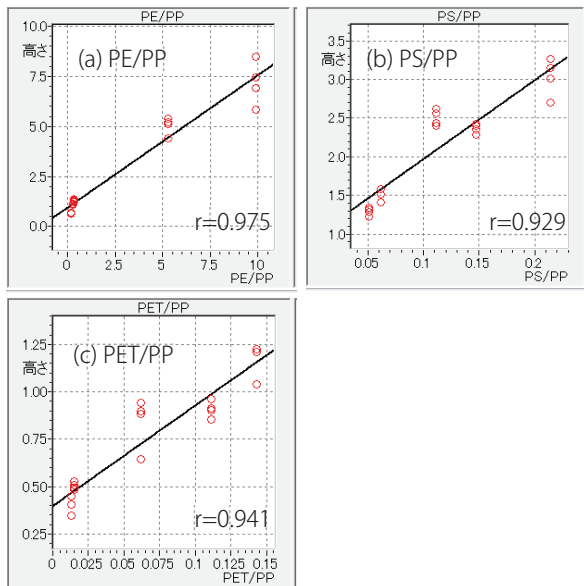 PE/PP
10.0
高さ
(a) PE/PP
7.5
5.0
2.5
0.0
r=0.975
0 2.5 5 7.5 10
PE/PP
PS/PP
3.5
高さ
(b) PS/PP
3.0
2.5
2.0
1.5
1.0
r=0.929
0.05 0.1 0.15 0.2
PS/PP
PET/PP
1.25
高さ
(c) PET/PP
1.00
0.75
0.50
0.25
r=0.941
0 0.025 0.05 0.075 0.1 0.125 0.15
PET/PP